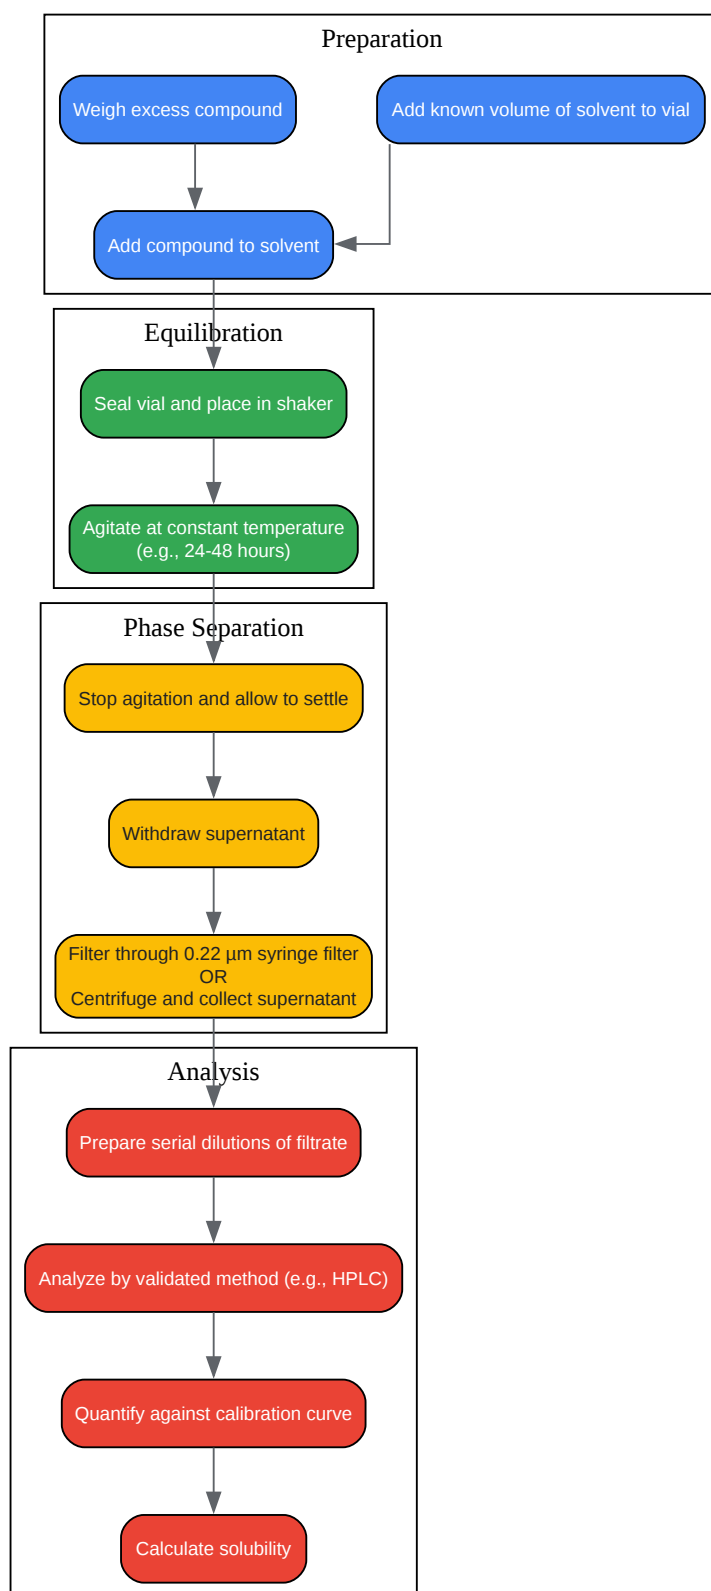 Preparation
Weigh excess compound
Add known volume of solvent to vial
Add compound to solvent
Equilibration
Seal vial and place in shaker
Agitate at constant temperature
(e.g., 24-48 hours)
Phase Separation
Stop agitation and allow to settle
Withdraw supernatant
Filter through 0.22 µm syringe filter
OR
Centrifuge and collect supernatant
Analysis
Prepare serial dilutions of filtrate
Analyze by validated method (e.g., HPLC)
Quantify against calibration curve
Calculate solubility